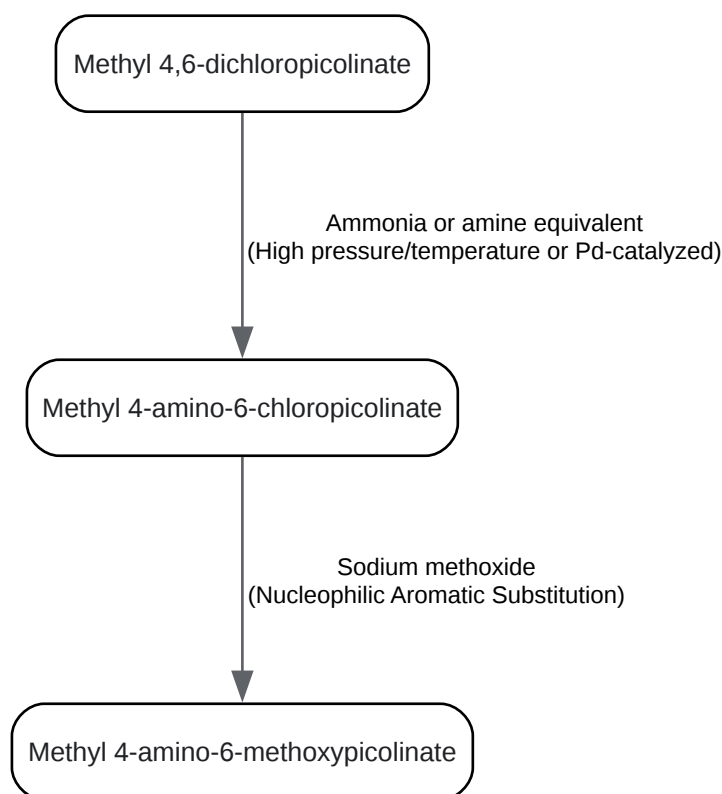 Methyl 4,6-dichloropicolinate
Ammonia or amine equivalent
(High pressure/temperature or Pd-catalyzed)
Methyl 4-amino-6-chloropicolinate
Sodium methoxide
(Nucleophilic Aromatic Substitution)
Methyl 4-amino-6-methoxypicolinate